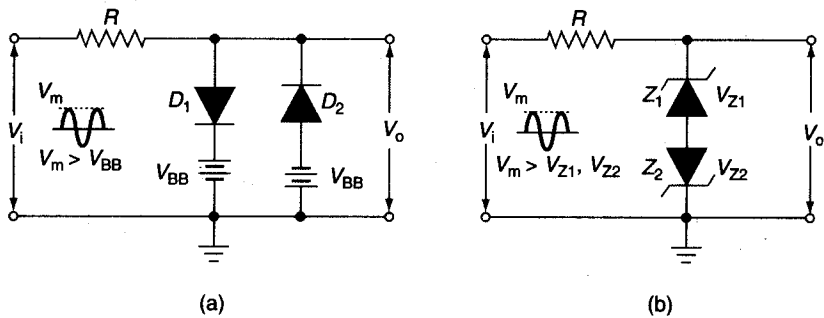 R
V_m
V_i
V_m > V_BB
D_1
D_2
V_BB
V_BB
V_o
(a)
R
V_m
V_i
V_m > V_Z1, V_Z2
Z_1
V_Z1
Z_2
V_Z2
V_o
(b)